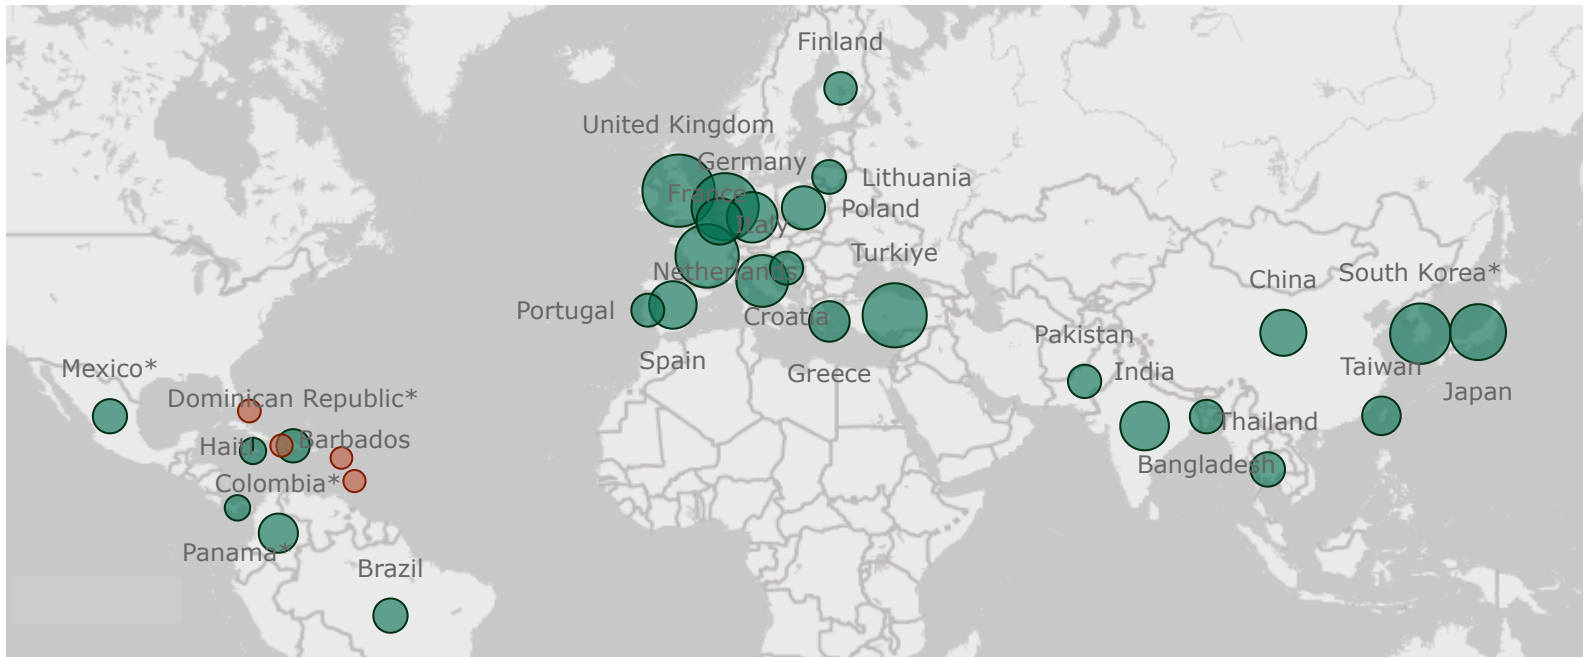 Finland
United Kingdom
Germany
Lithuania
France
Poland
Italy
Turkiye
Netherlands
China
South Korea*
Portugal
Croatia
Pakistan
Spain
Greece
India
Taiwan
Japan
Mexico*
Dominican Republic*
Haiti
Barbados
Thailand
Bangladesh
Colombia*
Panama*
Brazil